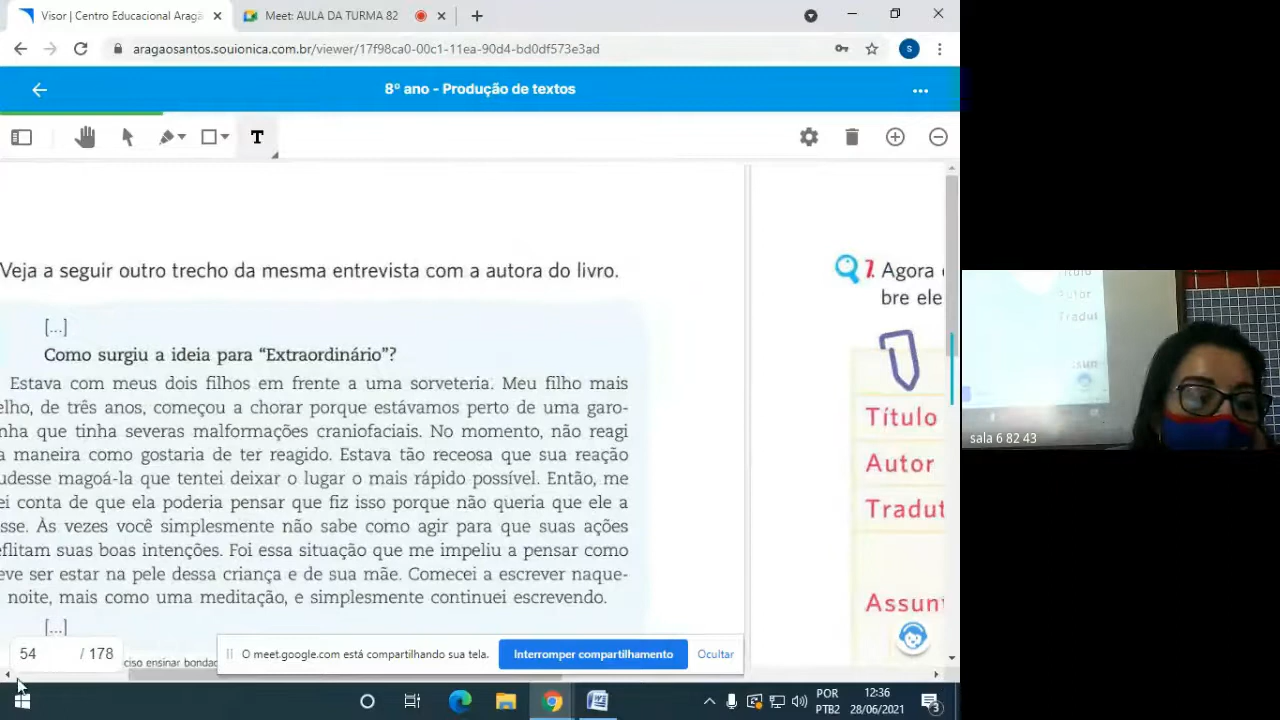 Visor | Centro Educacional Aragã
Meet: AULA DA TURMA 82
aragaosantos.souionica.com.br/viewer/17f98ca0-00c1-11ea-90d4-bd0df573e3ad
S
8º ano - Produção de textos
T
Veja a seguir outro trecho da mesma entrevista com a autora do livro.
[...]
Como surgiu a ideia para “Extraordinário”?
Estava com meus dois filhos em frente a uma sorveteria. Meu filho mais
elho, de três anos, começou a chorar porque estávamos perto de uma garo-
nha que tinha severas malformações craniofaciais. No momento, não reagi
a maneira como gostaria de ter reagido. Estava tão receosa que sua reação
udesse magoá-la que tentei deixar o lugar o mais rápido possível. Então, me
ei conta de que ela poderia pensar que fiz isso porque não queria que ele a
sse. Às vezes você simplesmente não sabe como agir para que suas ações
eflitam suas boas intenções. Foi essa situação que me impeliu a pensar como
eve ser estar na pele dessa criança e de sua mãe. Comecei a escrever naque-
noite, mais como uma meditação, e simplesmente continuei escrevendo.
[...]
ciso ensinar bondad
7. Agora
bre ele
Título
Autor
Tradut
Assun
54 / 178
O meet.google.com está compartilhando sua tela.
Interromper compartilhamento
Ocultar
POR
PTB2
12:36
28/06/2021
3
Título
Autor
Tradut
ssun
sala 6 82 43